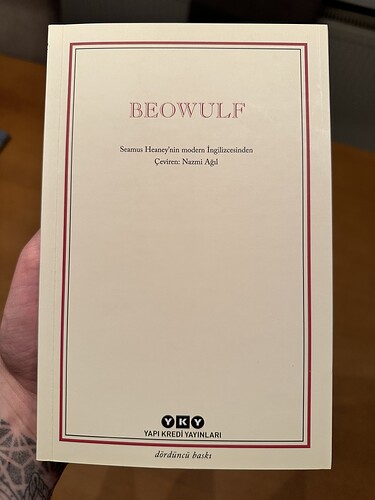 BEOWULF
Seamus Heaney'nin modern İngilizcesinden
Çeviren: Nazmi Ağıl
YKY
YAPI KREDİ YAYINLARI
dördüncü baskı